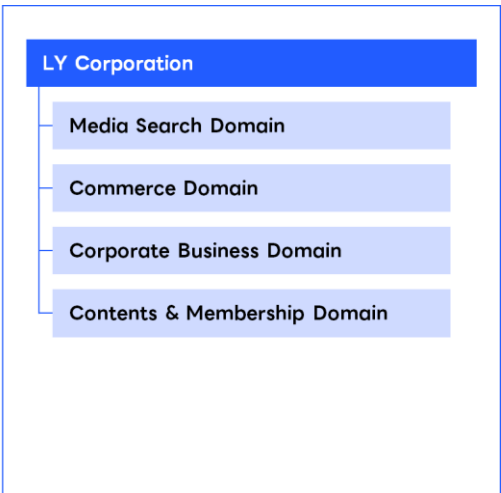 LY Corporation
Media Search Domain
Commerce Domain
Corporate Business Domain
Contents & Membership Domain